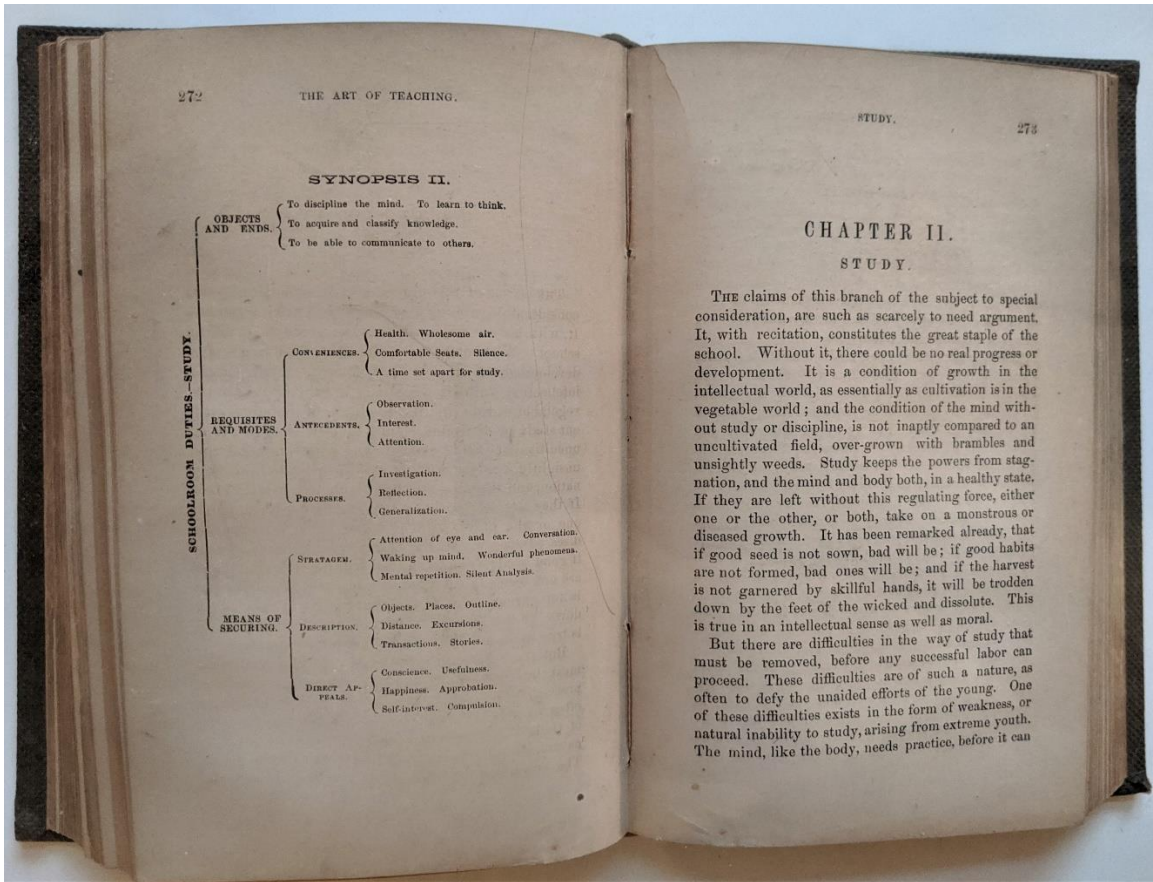 272
THE ART OF TEACHING.
SYNOPSIS II.
SCHOOLROOM DUTIES.—STUDY.
OBJECTS
AND ENDS.
To discipline the mind. To learn to think.
To acquire and classify knowledge.
To be able to communicate to others.
REQUISITES
AND MODES.
CONVENIENCES.
Health. Wholesome air.
Comfortable Seats. Silence.
A time set apart for study.
ANTECEDENTS.
Observation.
Interest.
Attention.
PROCESSES.
Investigation.
Reflection.
Generalization.
MEANS OF
SECURING.
STRATAGEM.
Attention of eye and ear. Conversation.
Waking up mind. Wonderful phenomena.
Mental repetition. Silent Analysis.
DESCRIPTION.
Objects. Places. Outline.
Distance. Excursions.
Transactions. Stories.
DIRECT AP-
PEALS.
Conscience. Usefulness.
Happiness. Approbation.
Self-interest. Compulsion.
STUDY.
273
CHAPTER II.
STUDY.
THE claims of this branch of the subject to special
consideration, are such as scarcely to need argument.
It, with recitation, constitutes the great staple of the
school. Without it, there could be no real progress or
development. It is a condition of growth in the
intellectual world, as essentially as cultivation is in the
vegetable world; and the condition of the mind with-
out study or discipline, is not inaptly compared to an
uncultivated field, over-grown with brambles and
unsightly weeds. Study keeps the powers from stag-
nation, and the mind and body both, in a healthy state.
If they are left without this regulating force, either
one or the other, or both, take on a monstrous or
diseased growth. It has been remarked already, that
if good seed is not sown, bad will be; if good habits
are not formed, bad ones will be; and if the harvest
is not garnered by skillful hands, it will be trodden
down by the feet of the wicked and dissolute. This
is true in an intellectual sense as well as moral.
But there are difficulties in the way of study that
must be removed, before any successful labor can
proceed. These difficulties are of such a nature, as
often to defy the unaided efforts of the young. One
of these difficulties exists in the form of weakness, or
natural inability to study, arising from extreme youth.
The mind, like the body, needs practice, before it can